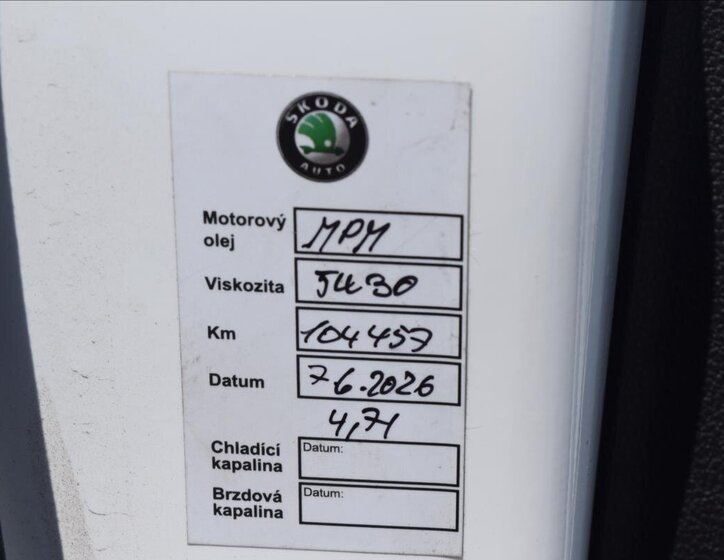 ŠKODA
AUTO
Motorový olej MPM
Viskozita 5W30
Km 104457
Datum 7 6.2026
4,7l
Chladící kapalina Datum:
Brzdová kapalina Datum: